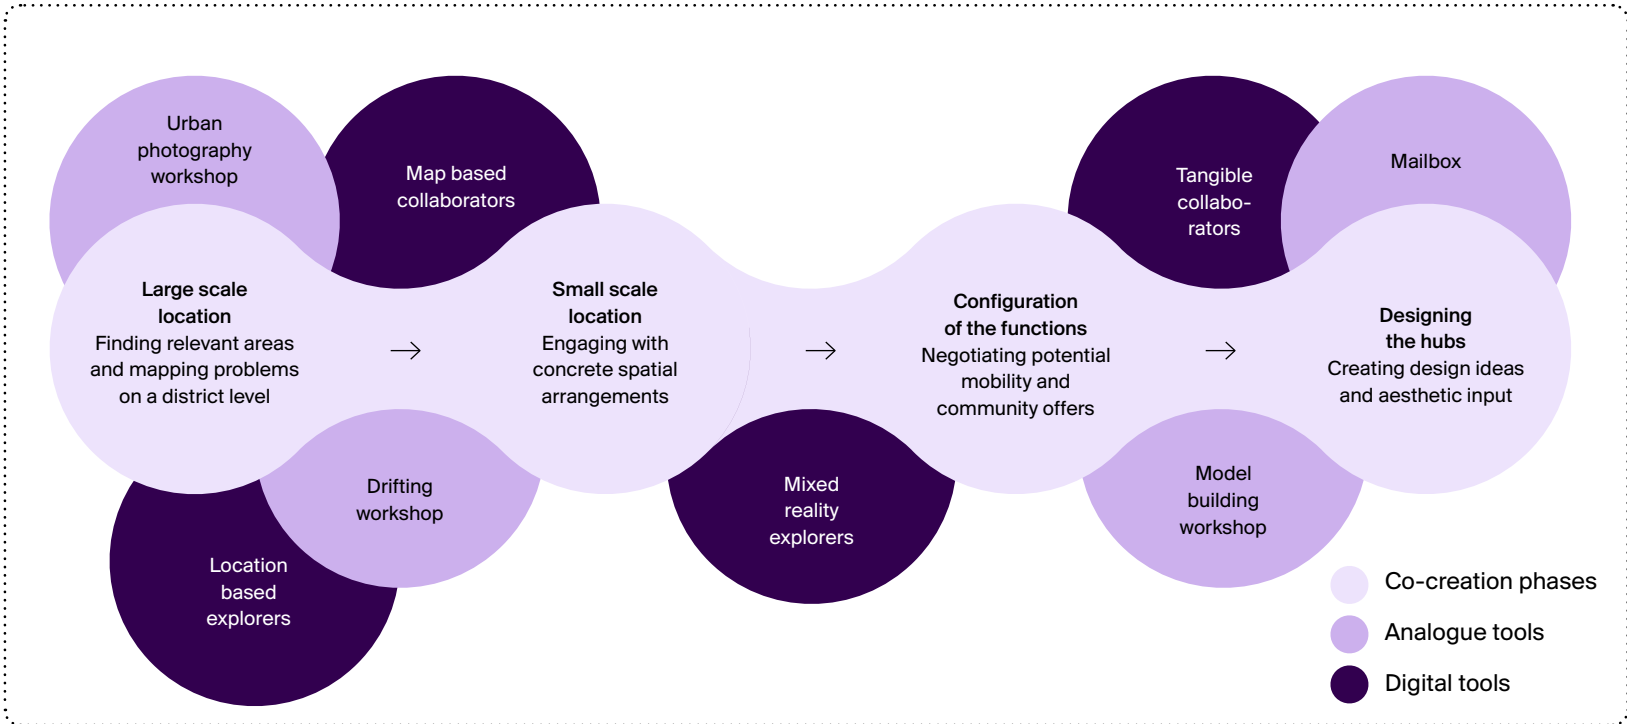 Urban
photography
workshop
Map based
collaborators
Tangible
collabo-
rators
Mailbox
Large scale
location
Finding relevant areas
and mapping problems
on a district level
→
Small scale
location
Engaging with
concrete spatial
arrangements
→
Configuration
of the functions
Negotiating potential
mobility and
community offers
→
Designing
the hubs
Creating design ideas
and aesthetic input
Location
based
explorers
Drifting
workshop
Mixed
reality
explorers
Model
building
workshop
Co-creation phases
Analogue tools
Digital tools